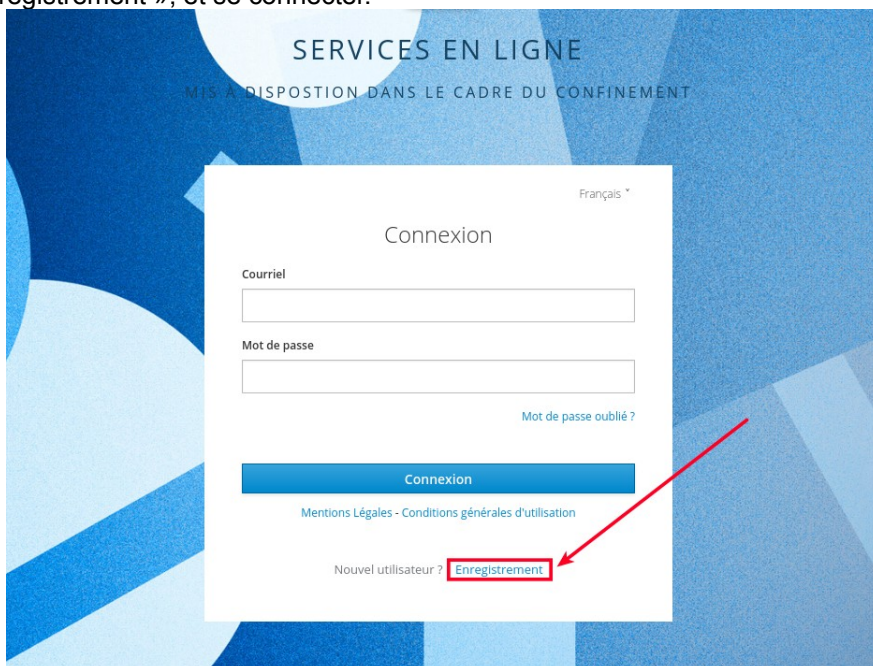 registrement », et se connecter.
SERVICES EN LIGNE
MIS À DISPOSTION DANS LE CADRE DU CONFINEMENT
Français
Connexion
Courriel
Mot de passe
Mot de passe oublié ?
Connexion
Mentions Légales - Conditions générales d'utilisation
Nouvel utilisateur ? Enregistrement